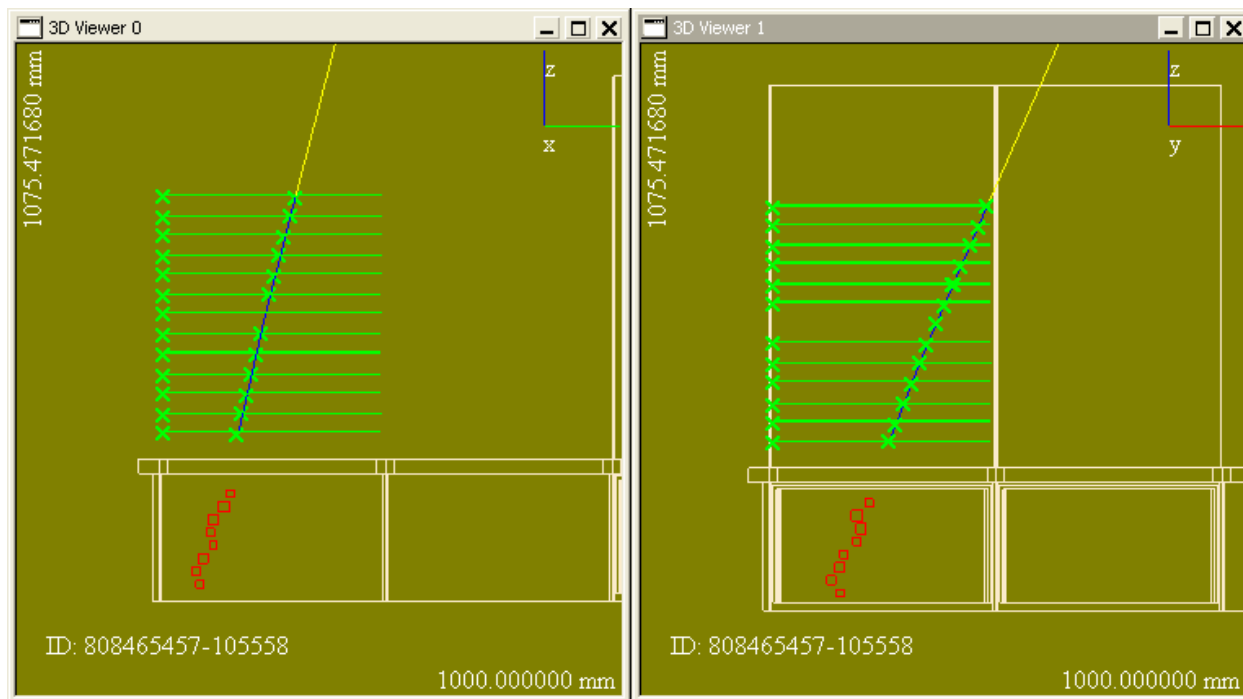 3D Viewer 0
1075.471680 mm
z
x
ID: 808465457-105558
1000.000000 mm
3D Viewer 1
1075.471680 mm
z
y
ID: 808465457-105558
1000.000000 mm